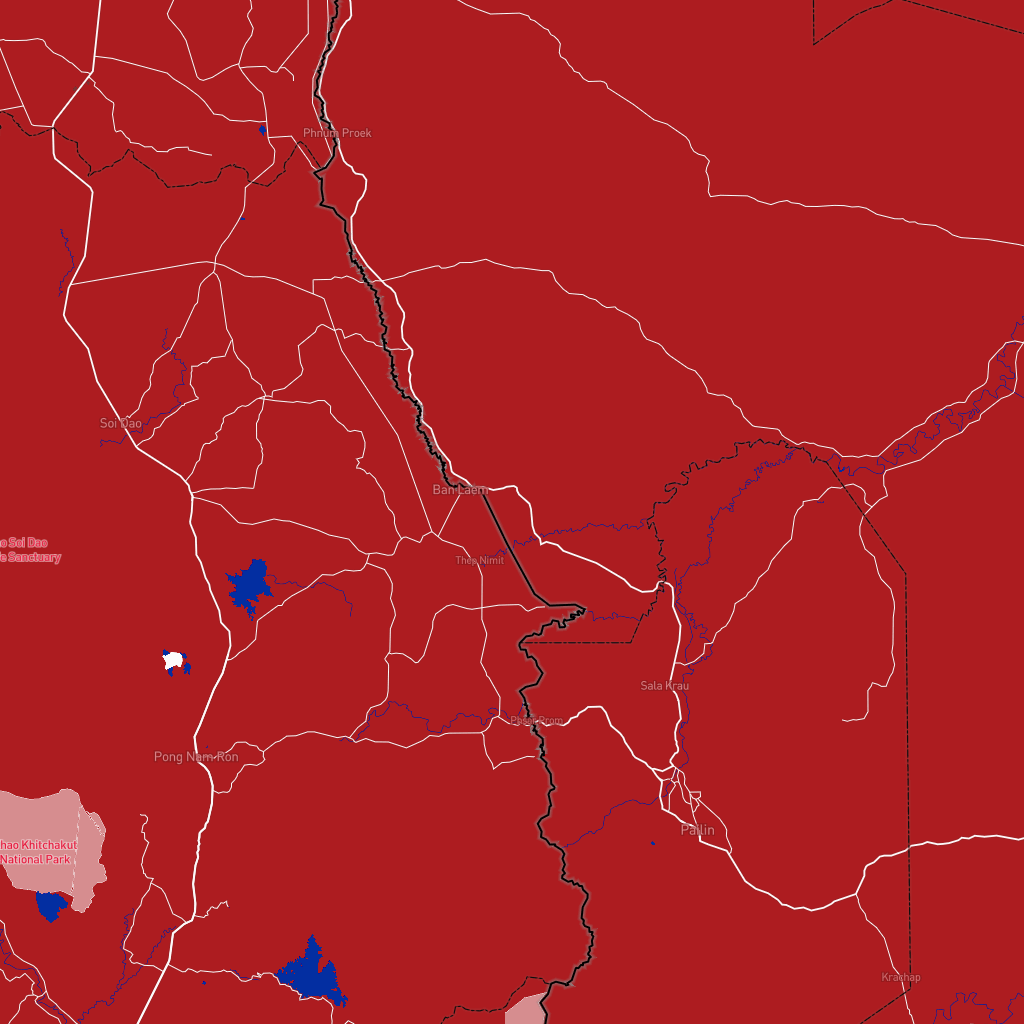 Phnum Proek
Soi Dao
Ban Laem
o Soi Dao
e Sanctuary
Thep Nimit
Sala Krau
Phsar Prom
Pong Nam Ron
Pailin
hao Khitchakut
National Park
Krachap